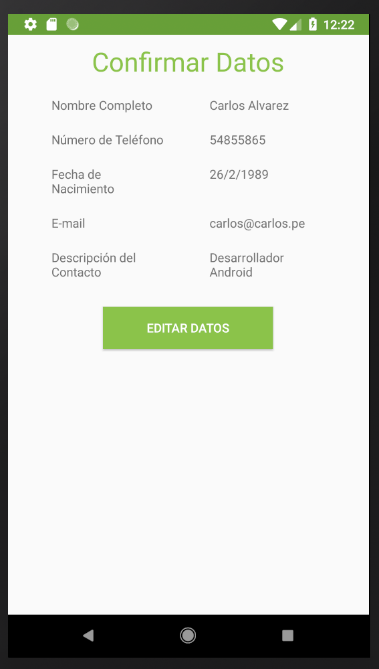 12:22
Confirmar Datos
Nombre Completo Carlos Alvarez
Número de Teléfono 54855865
Fecha de 26/2/1989
Nacimiento
E-mail carlos@carlos.pe
Descripción del Desarrollador
Contacto Android
EDITAR DATOS